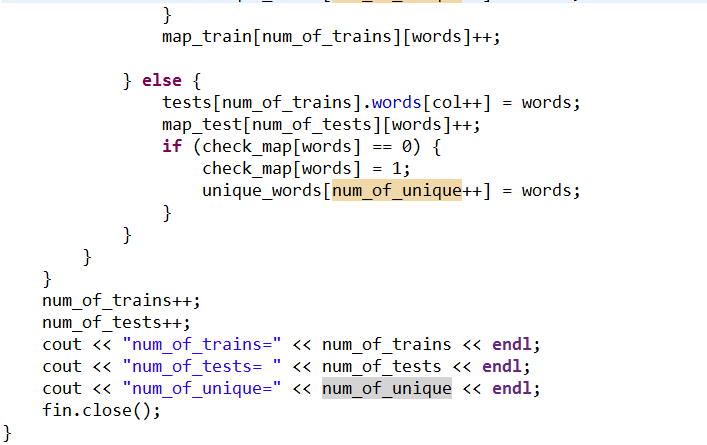 }
map_train[num_of_trains][words]++;
} else {
tests[num_of_trains].words[col++] = words;
map_test[num_of_tests][words]++;
if (check_map[words] == 0) {
check_map[words] = 1;
unique_words[num_of_unique++] = words;
}
}
}
}
num_of_trains++;
num_of_tests++;
cout << "num_of_trains=" << num_of_trains << endl;
cout << "num_of_tests= " << num_of_tests << endl;
cout << "num_of_unique=" << num_of_unique << endl;
fin.close();
}